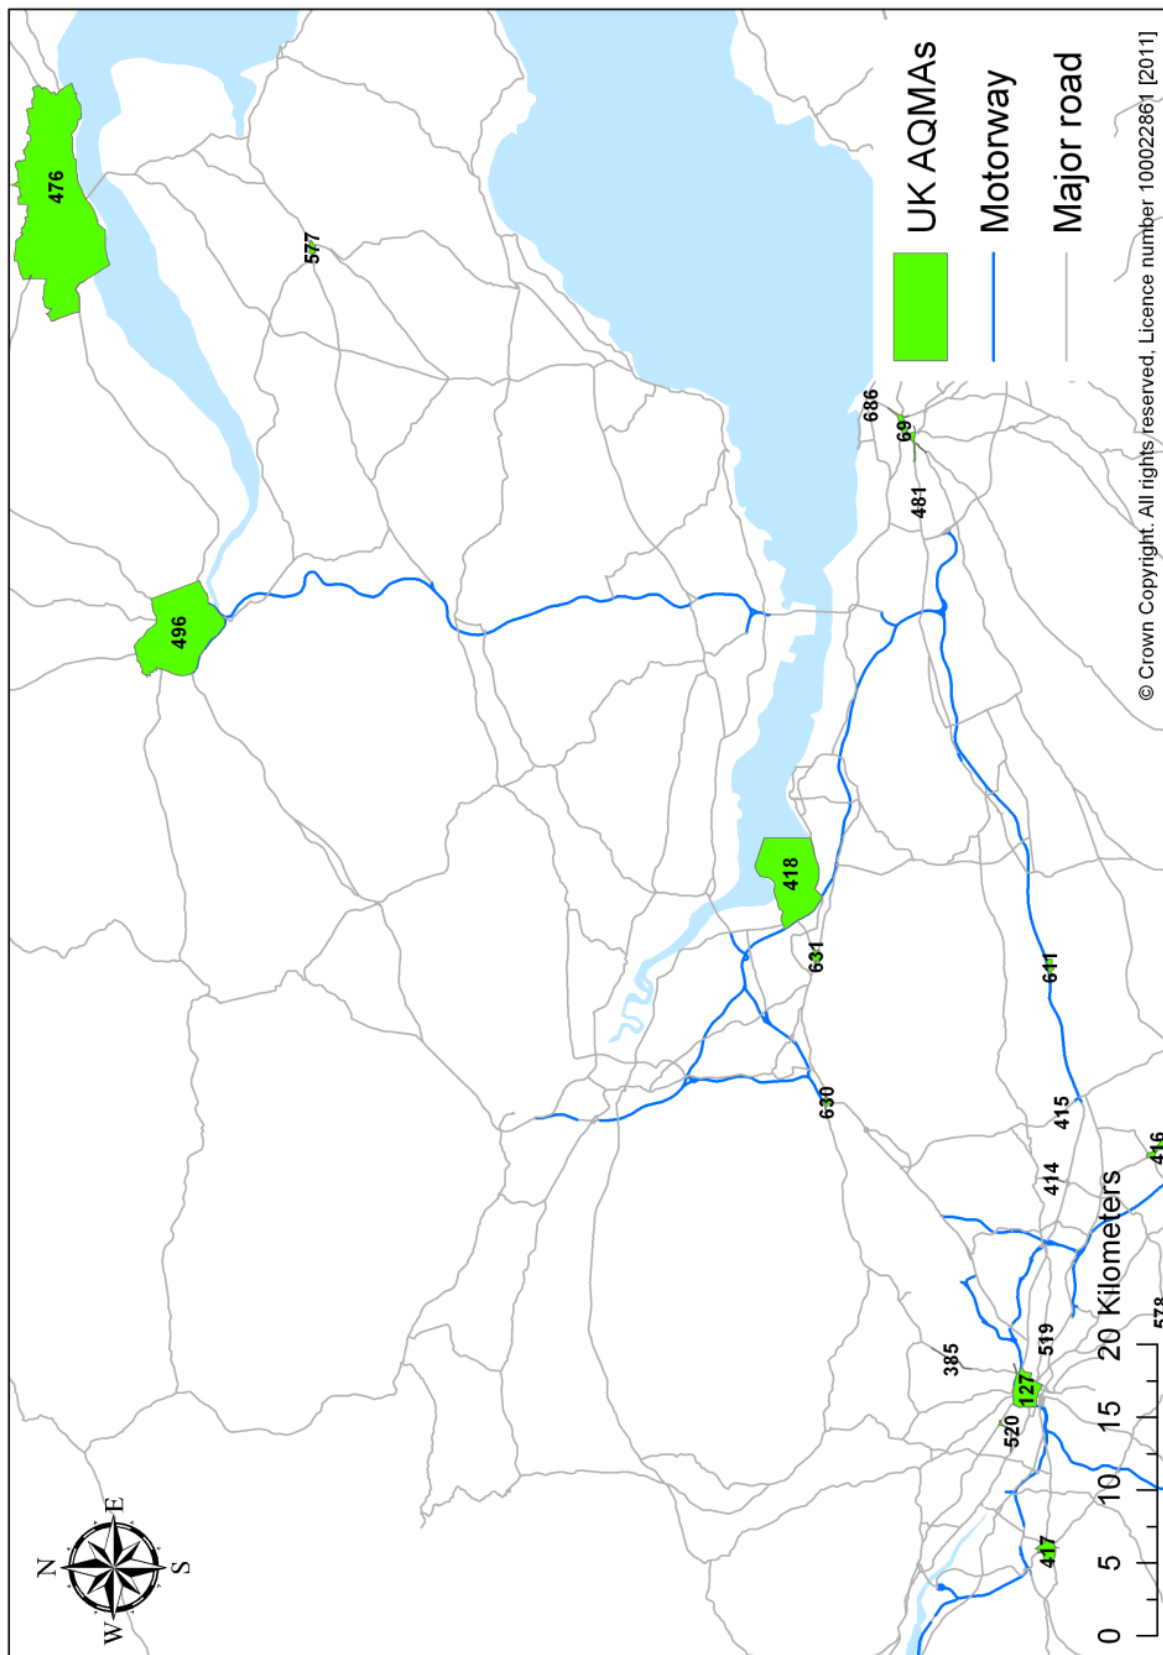 N
W
E
S
476
577
496
686
69
481
418
631
611
630
415
416
414
578
519
385
127
520
417
UK AQMAs
Motorway
Major road
0 5 10 15 20 Kilometers
© Crown Copyright. All rights reserved, Licence number 100022861 [2011]